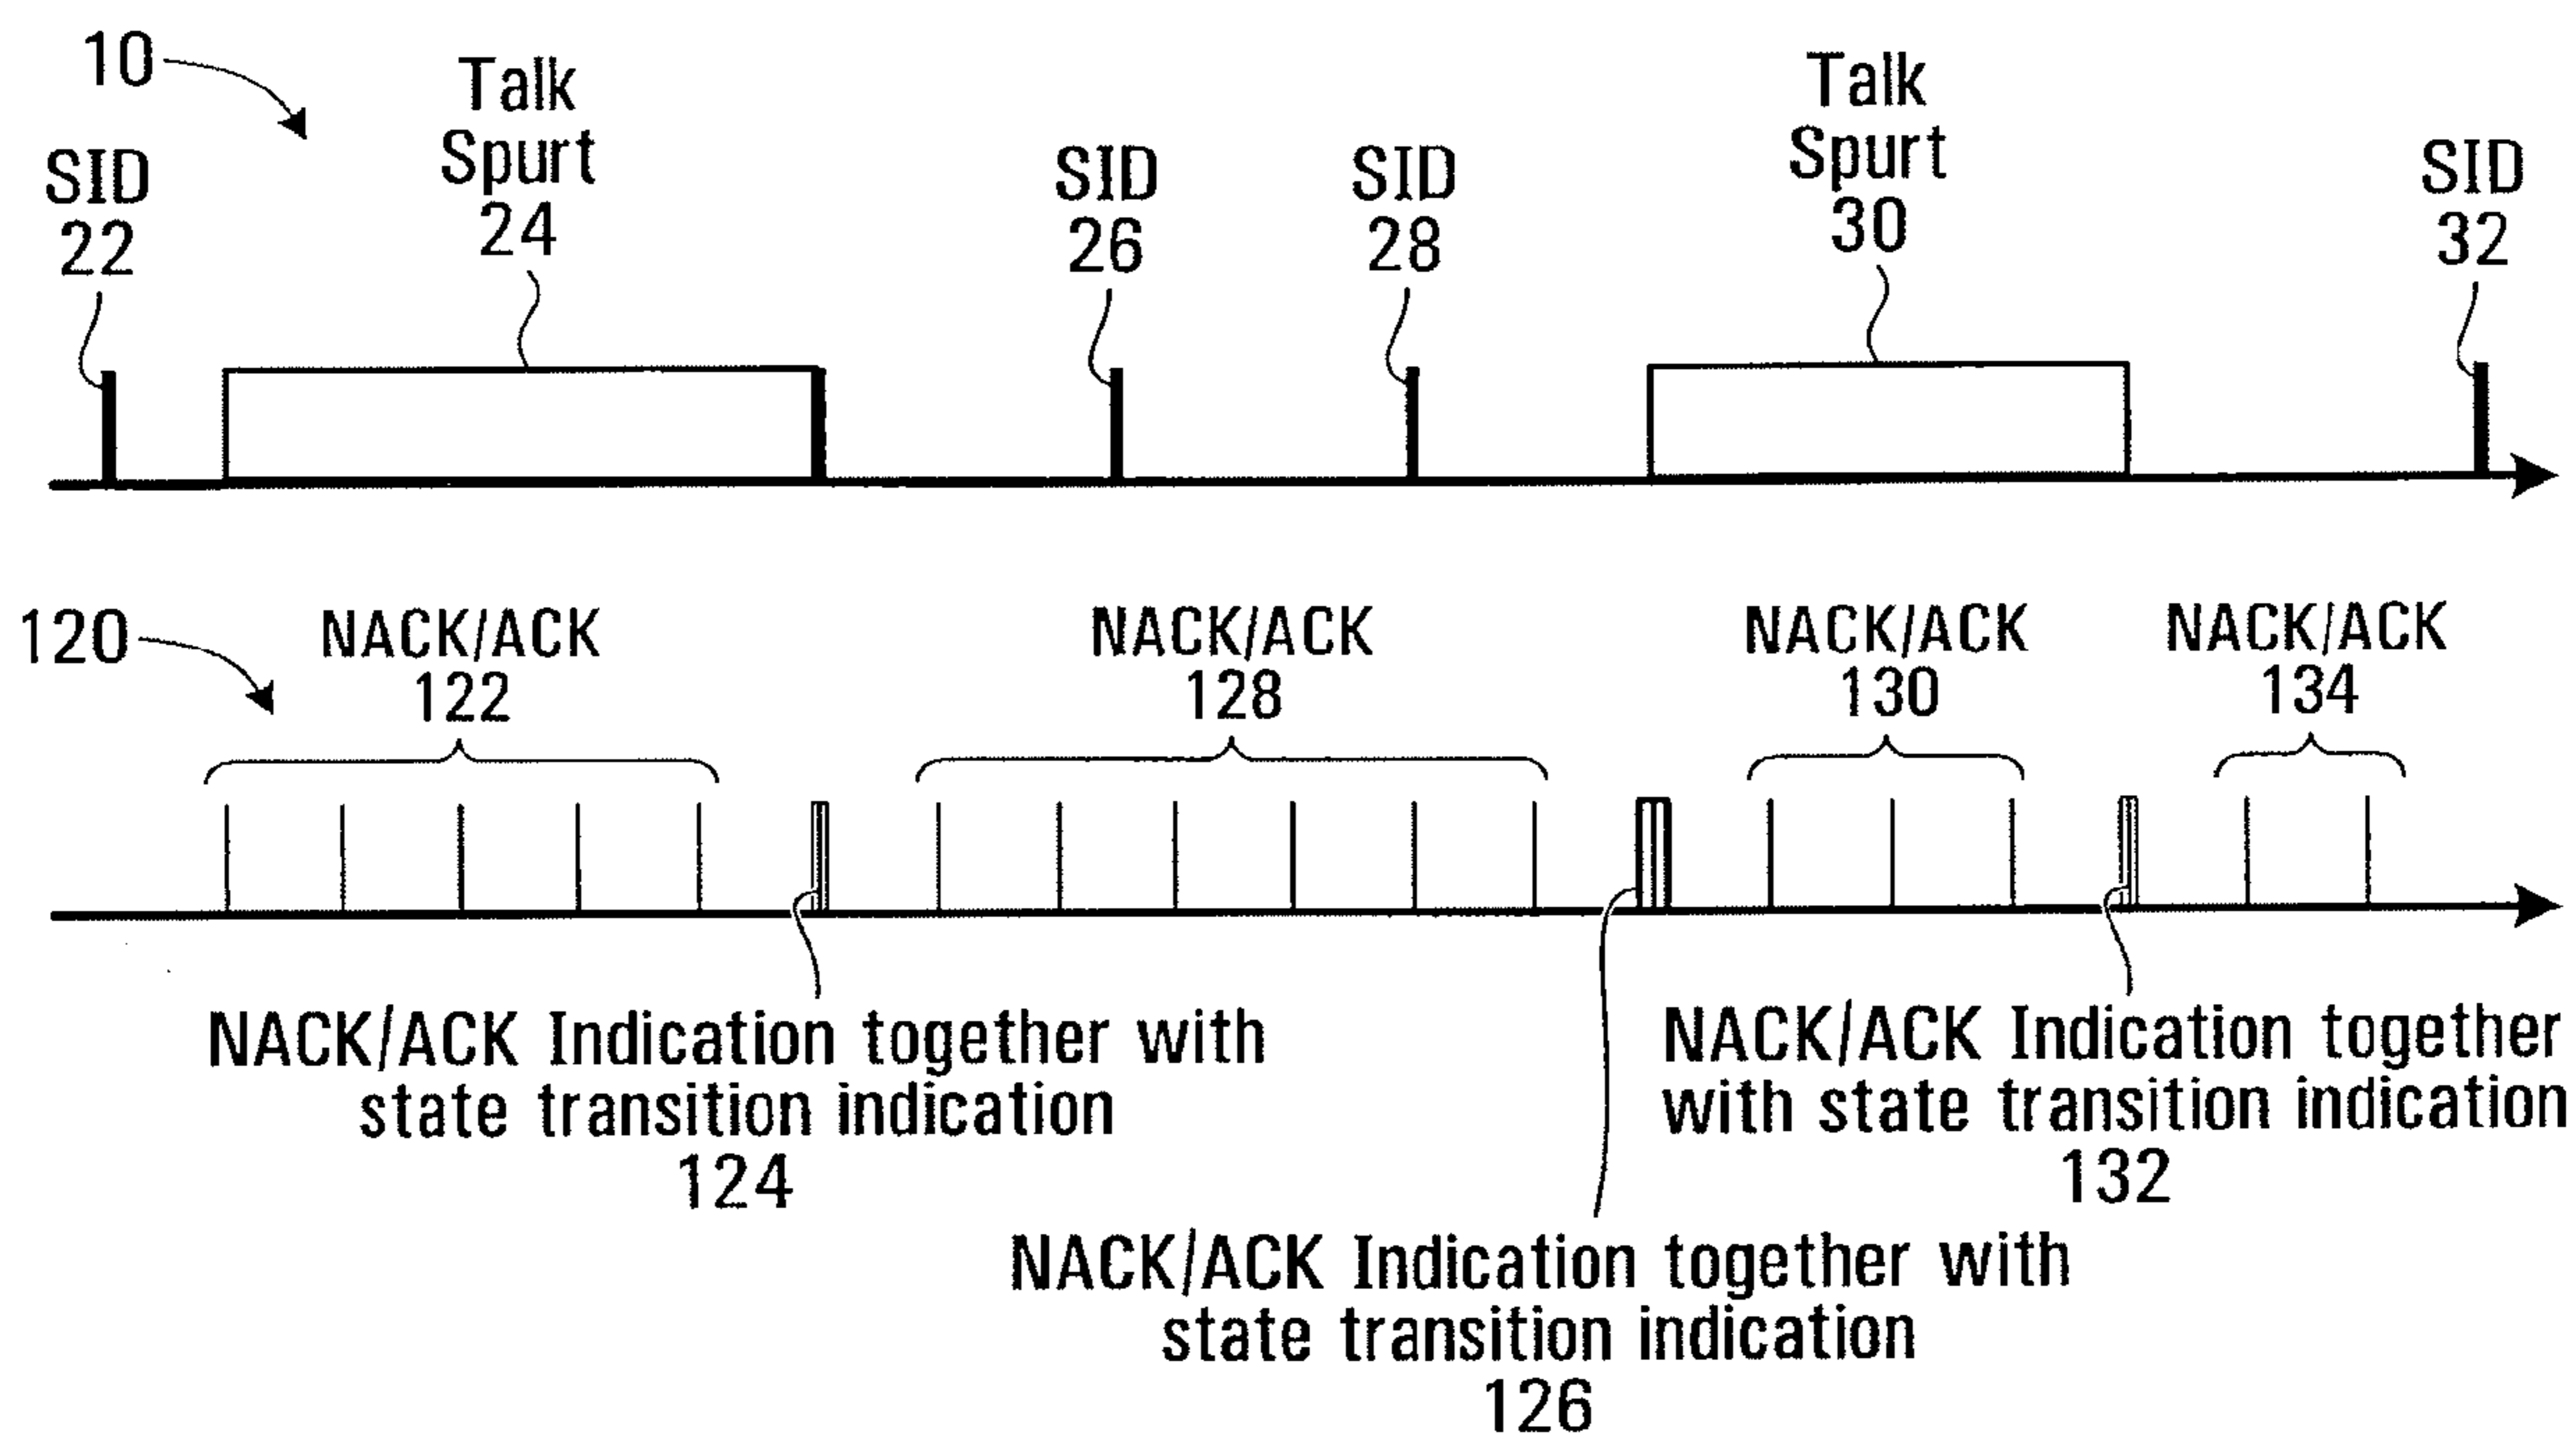 10
Talk
Spurt
24
Talk
Spurt
30
SID
22
SID
26
SID
28
SID
32
120
NACK/ACK
122
NACK/ACK
128
NACK/ACK
130
NACK/ACK
134
NACK/ACK Indication together with
state transition indication
124
NACK/ACK Indication together
with state transition indication
132
NACK/ACK Indication together with
state transition indication
126